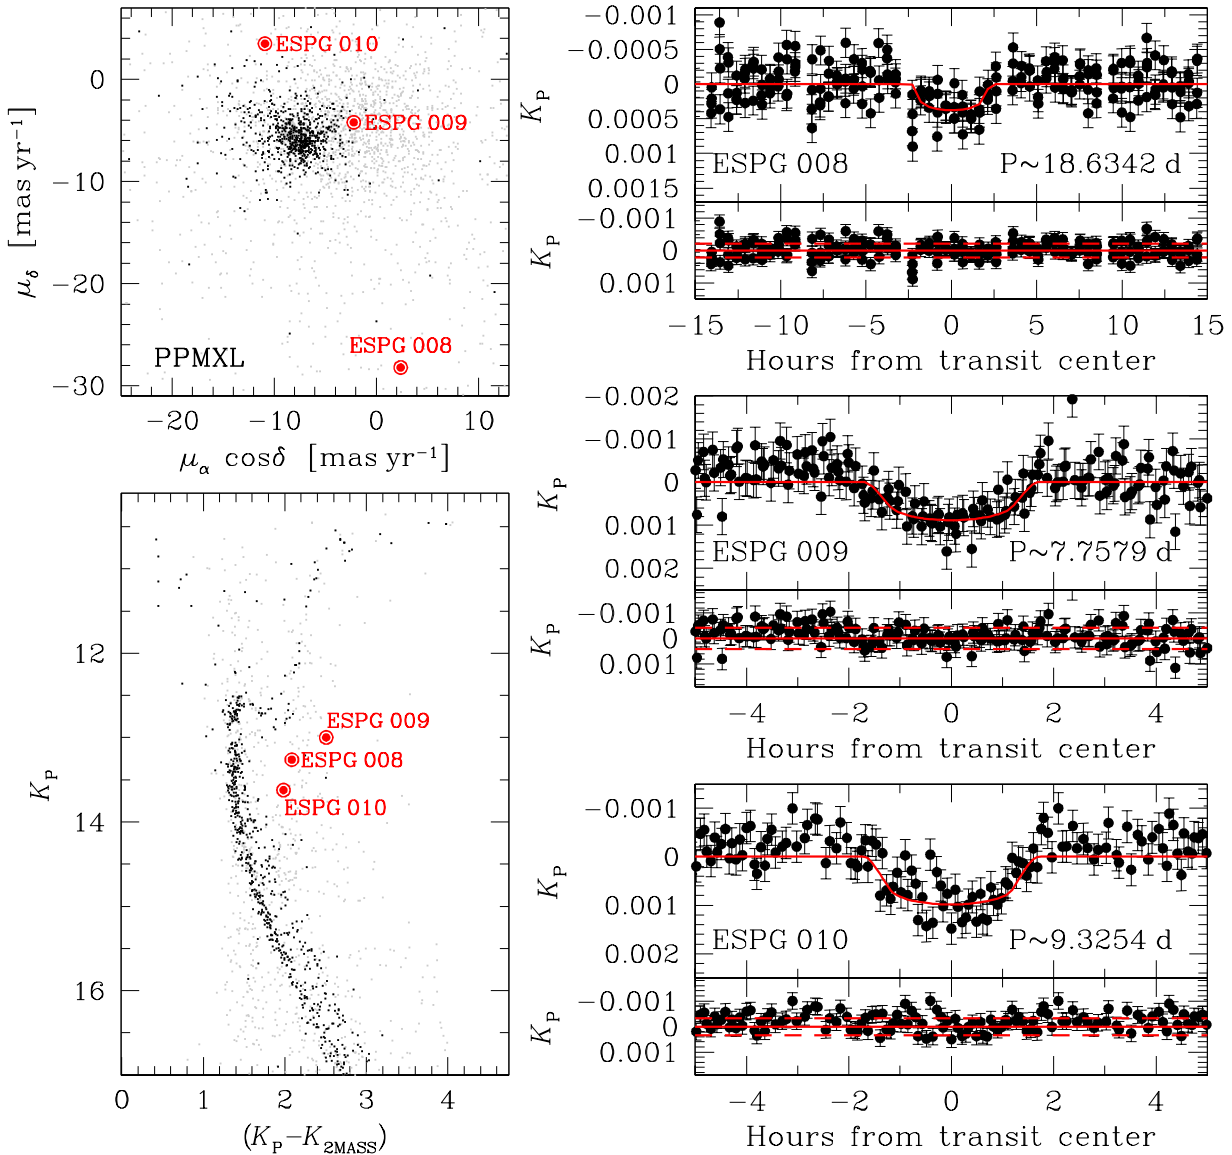 0
−10
−20
−30
μδ [mas yr−1]
ESPG 010
ESPG 009
ESPG 008
PPMXL
−20 −10 0 10
μα cosδ [mas yr−1]
12
14
16
KP
ESPG 009
ESPG 008
ESPG 010
0 1 2 3 4
(KP−K2MASS)
−0.001
−0.0005
0
0.0005
0.001
0.0015
KP
ESPG 008 P~18.6342 d
−0.001
0
0.001
KP
−15 −10 −5 0 5 10 15
Hours from transit center
−0.002
−0.001
0
0.001
0.002
KP
ESPG 009 P~7.7579 d
−0.001
0
0.001
KP
−4 −2 0 2 4
Hours from transit center
−0.001
0
0.001
0.002
KP
ESPG 010 P~9.3254 d
−0.001
0
0.001
KP
−4 −2 0 2 4
Hours from transit center